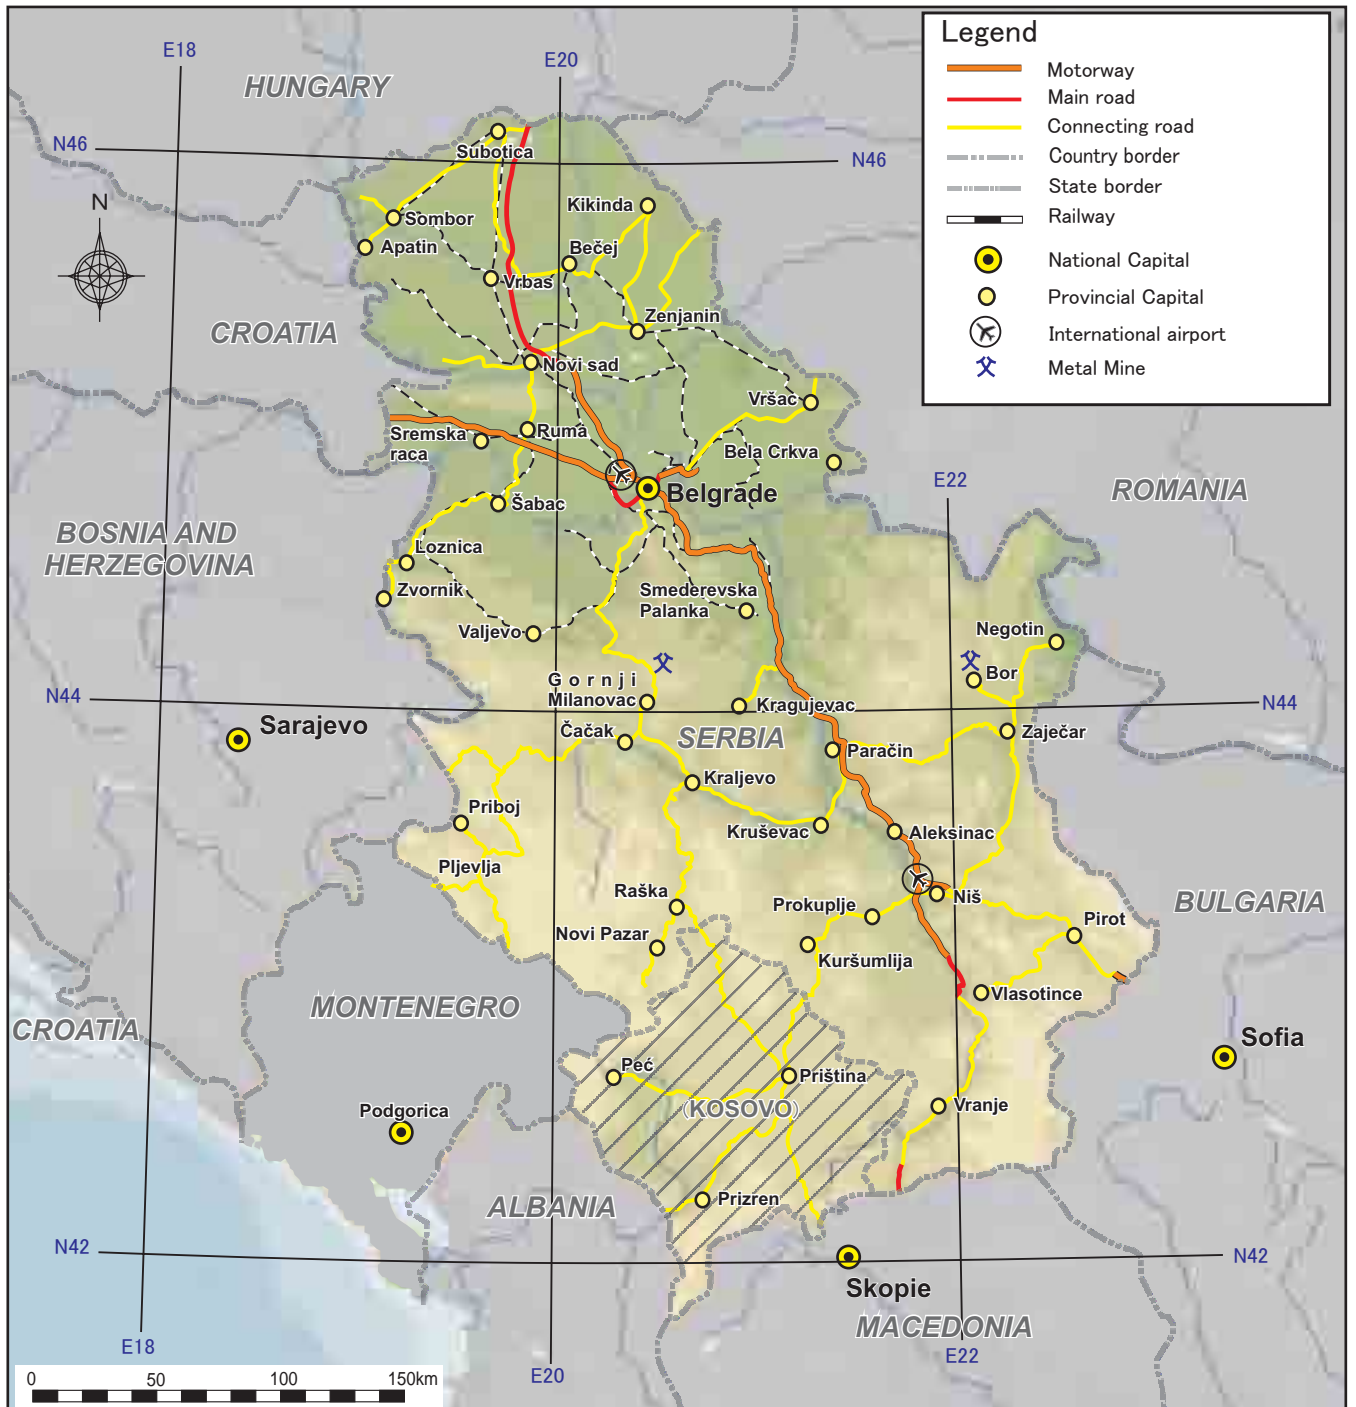 Legend
Motorway
Main road
Connecting road
Country border
State border
Railway
National Capital
Provincial Capital
International airport
Metal Mine
E18
E20
HUNGARY
N46
N46
N
Subotica
Sombor
Kikinda
Apatin
Bečej
Vrbas
Zenjanin
CROATIA
Novi sad
Vršac
Sremska
raca
Ruma
Bela Crkva
E22
Belgrade
ROMANIA
Šabac
BOSNIA AND
HERZEGOVINA
Loznica
Zvornik
Smederevska
Palanka
Valjevo
Negotin
Bor
Gornji
Milanovac
N44
N44
Kragujevac
Sarajevo
Čačak
SERBIA
Paračin
Zaječar
Kraljevo
Priboj
Kruševac
Aleksinac
Pljevlja
Raška
Prokuplje
Niš
BULGARIA
Pirot
Novi Pazar
Kuršumlija
Vlasotince
MONTENEGRO
CROATIA
Sofia
Peć
Priština
(KOSOVO)
Vranje
Podgorica
Prizren
ALBANIA
N42
N42
Skopie
MACEDONIA
E18
E20
E22
0 50 100 150km